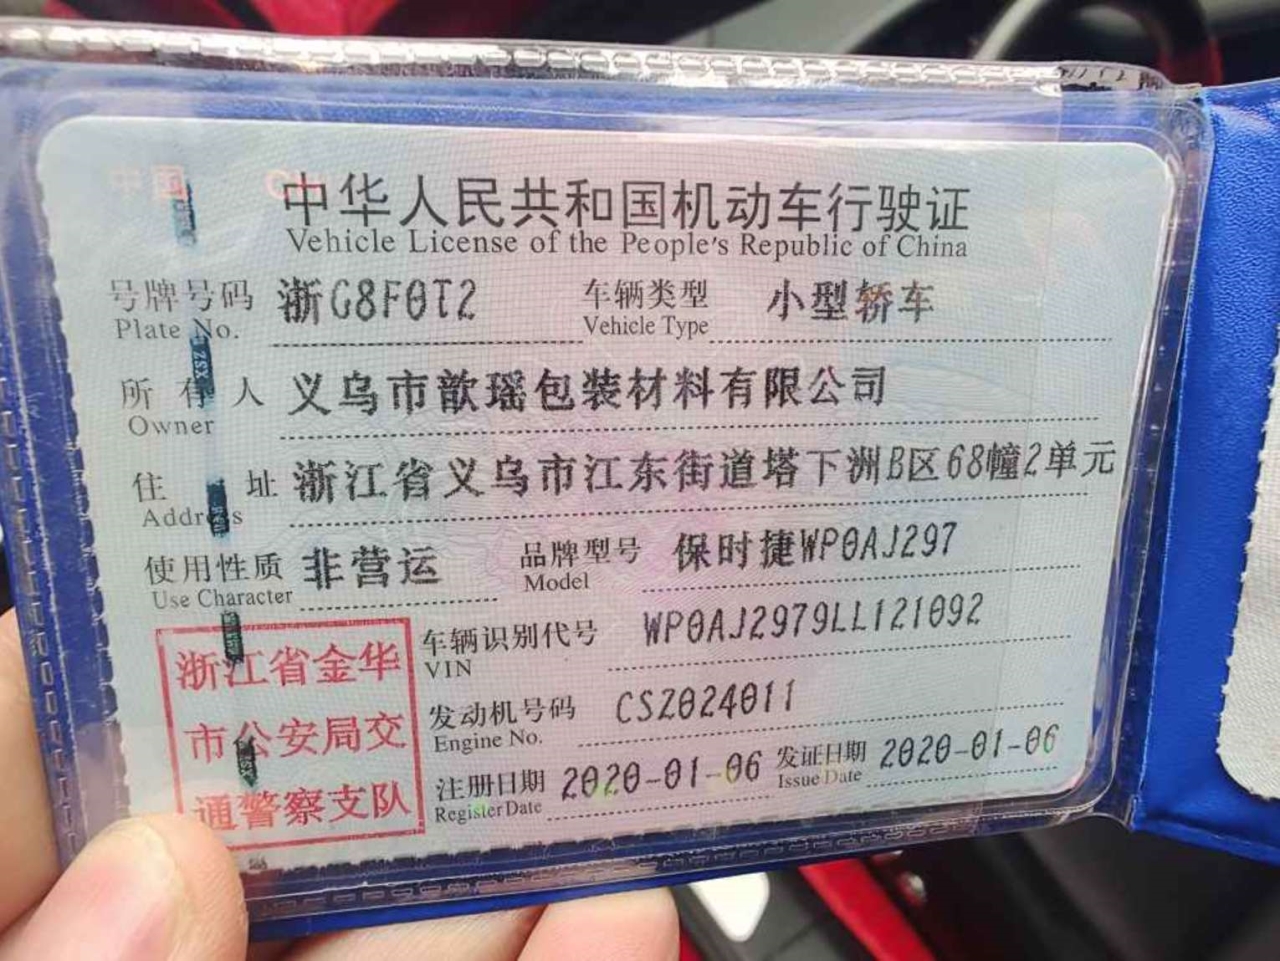 中华人民共和国机动车行驶证
Vehicle License of the People's Republic of China
号牌号码 浙G8F0T2 车辆类型 小型轿车
Plate No. Vehicle Type
所有人 义乌市歆瑶包装材料有限公司
Owner
住址 浙江省义乌市江东街道塔下洲B区68幢2单元
Address
使用性质 非营运 品牌型号 保时捷WP0AJ297
Use Character Model
车辆识别代号 WP0AJ2979LL121092
VIN
发动机号码 CSZ024011
Engine No.
注册日期 2020-01-06 发证日期 2020-01-06
Register Date Issue Date
浙江省金华
市公安局交
通警察支队